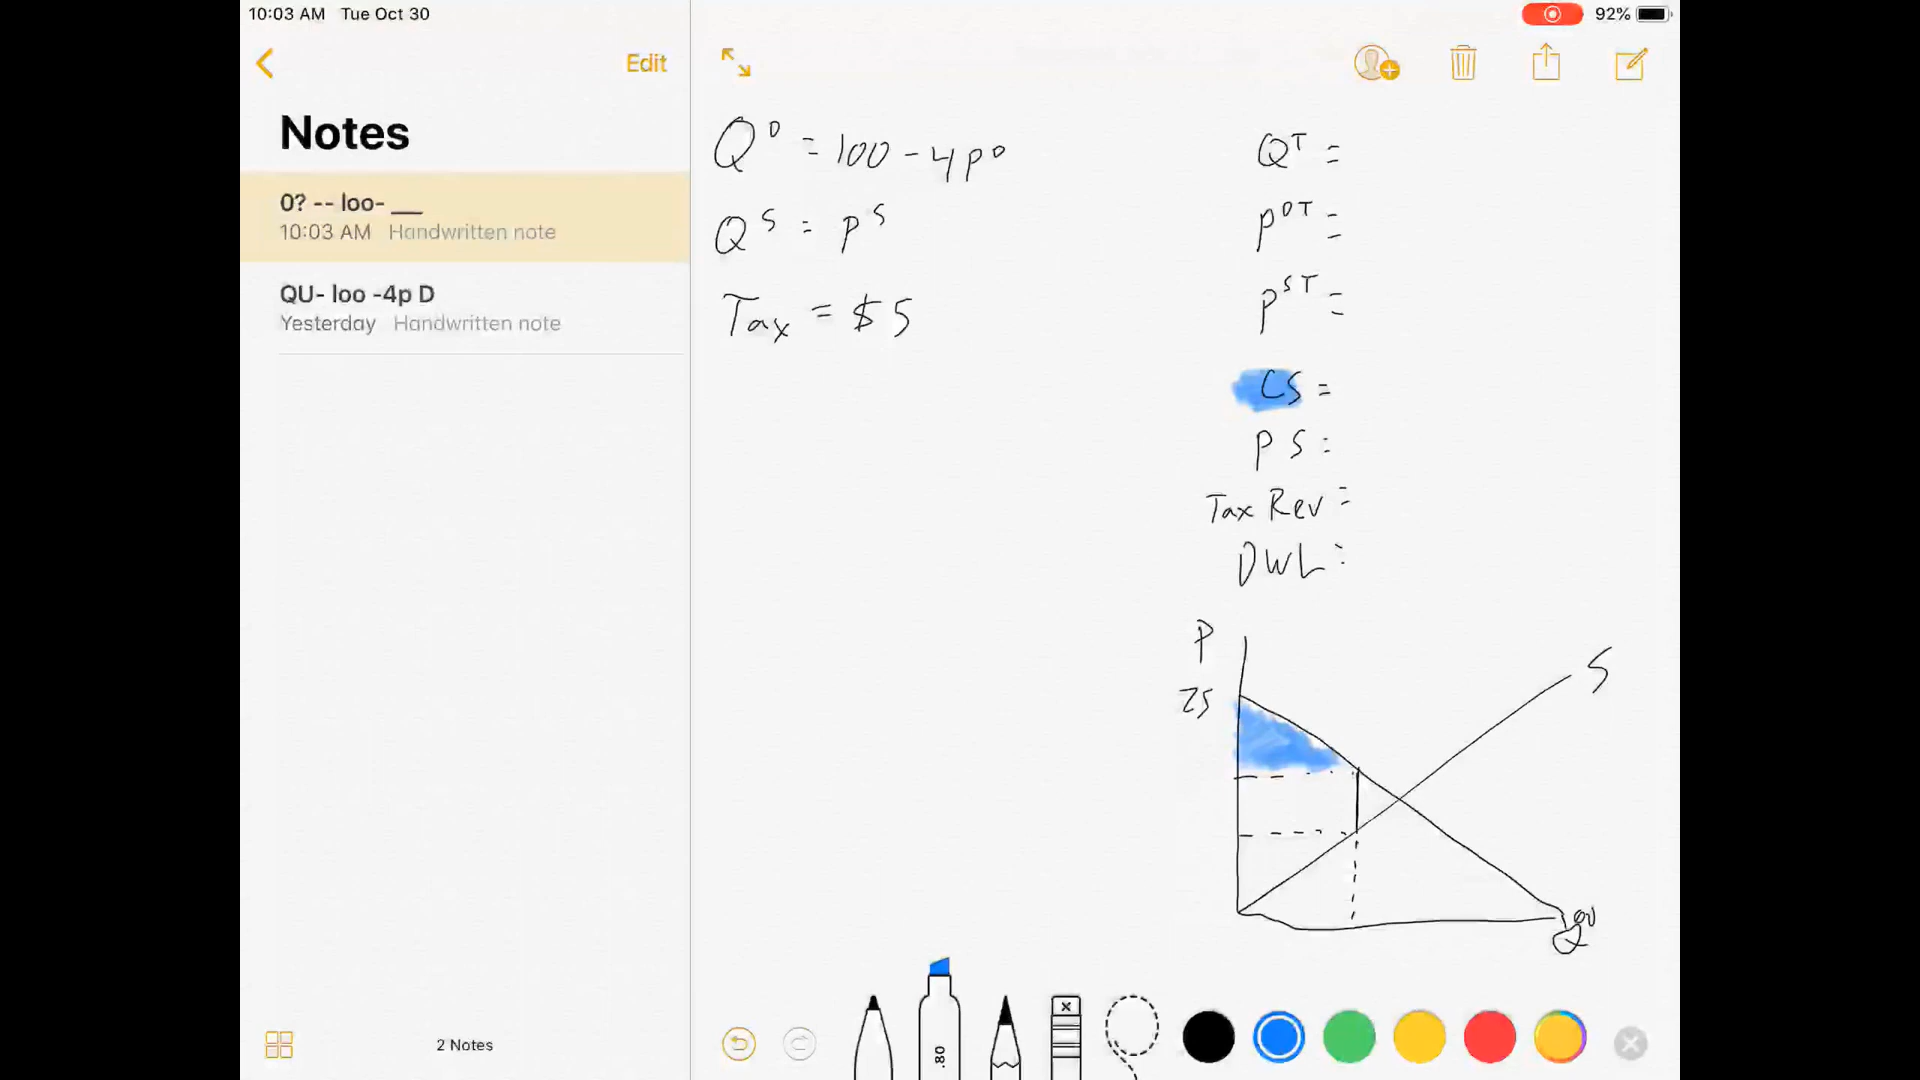 10:03 AM Tue Oct 30
92%
Edit
Notes
0? -- loo- __
10:03 AM Handwritten note
QU- loo -4p D
Yesterday Handwritten note
2 Notes
Q^D = 100 - 4P^D
Q^S = P^S
Tax = $5
Q^T =
P^DT =
P^ST =
CS =
PS =
Tax Rev =
DWL =
P
25
S
Q^D
.80